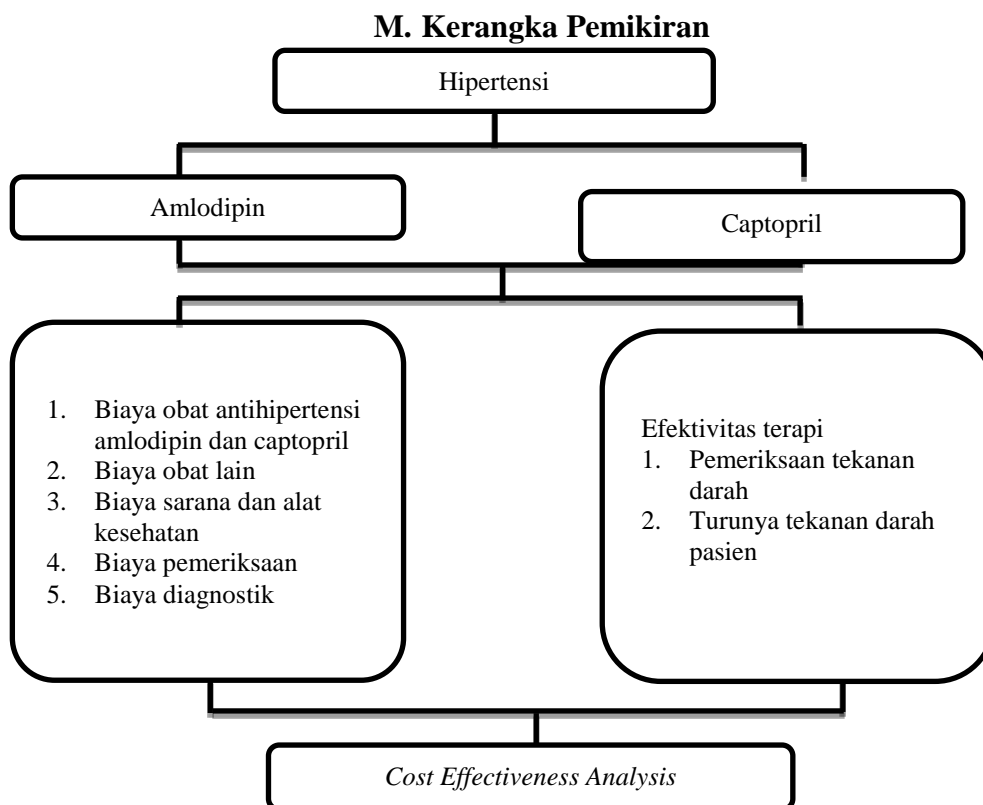 M. Kerangka Pemikiran
Hipertensi
Amlodipin
Captopril
1. Biaya obat antihipertensi
amlodipin dan captopril
2. Biaya obat lain
3. Biaya sarana dan alat
kesehatan
4. Biaya pemeriksaan
5. Biaya diagnostik
Efektivitas terapi
1. Pemeriksaan tekanan
darah
2. Turunya tekanan darah
pasien
Cost Effectiveness Analysis